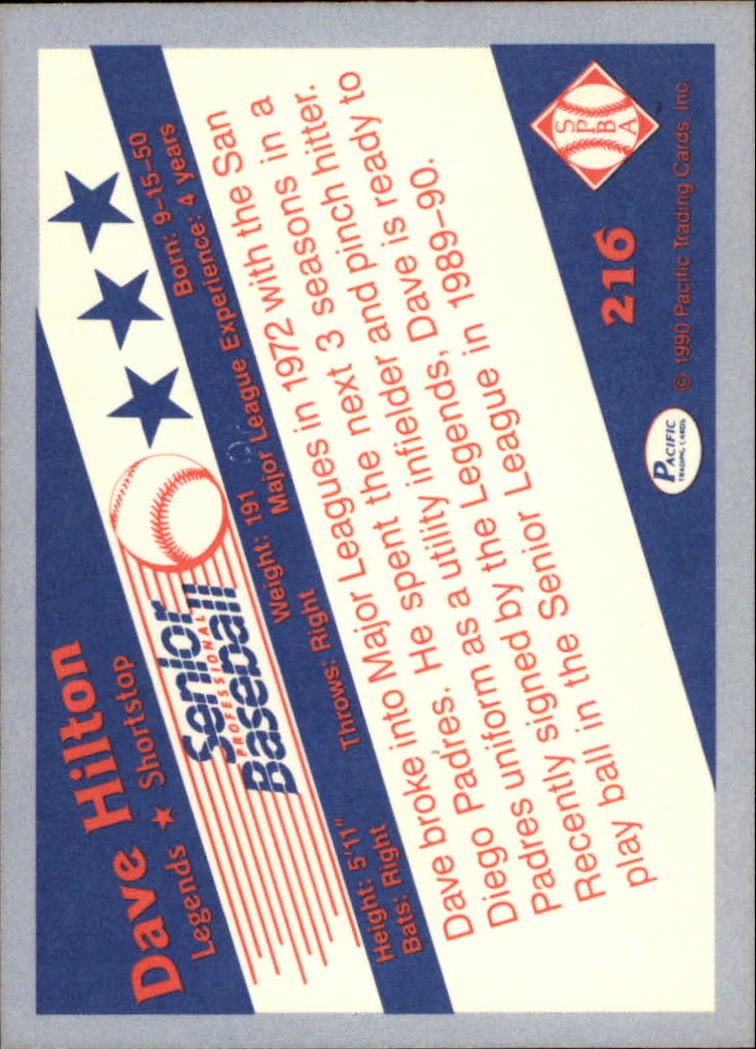 Dave Hilton
Legends ★ Shortstop
Senior
PROFESSIONAL
Baseball
Height: 5'11" Weight: 191 Born: 9-15-50
Bats: Right Throws: Right Major League Experience: 4 years
Dave broke into Major Leagues in 1972 with the San
Diego Padres. He spent the next 3 seasons in a
Padres uniform as a utility infielder and pinch hitter.
Recently signed by the Legends, Dave is ready to
play ball in the Senior League in 1989-90.
PACIFIC
TRADING CARDS
216
SPBA
© 1990 Pacific Trading Cards, Inc.